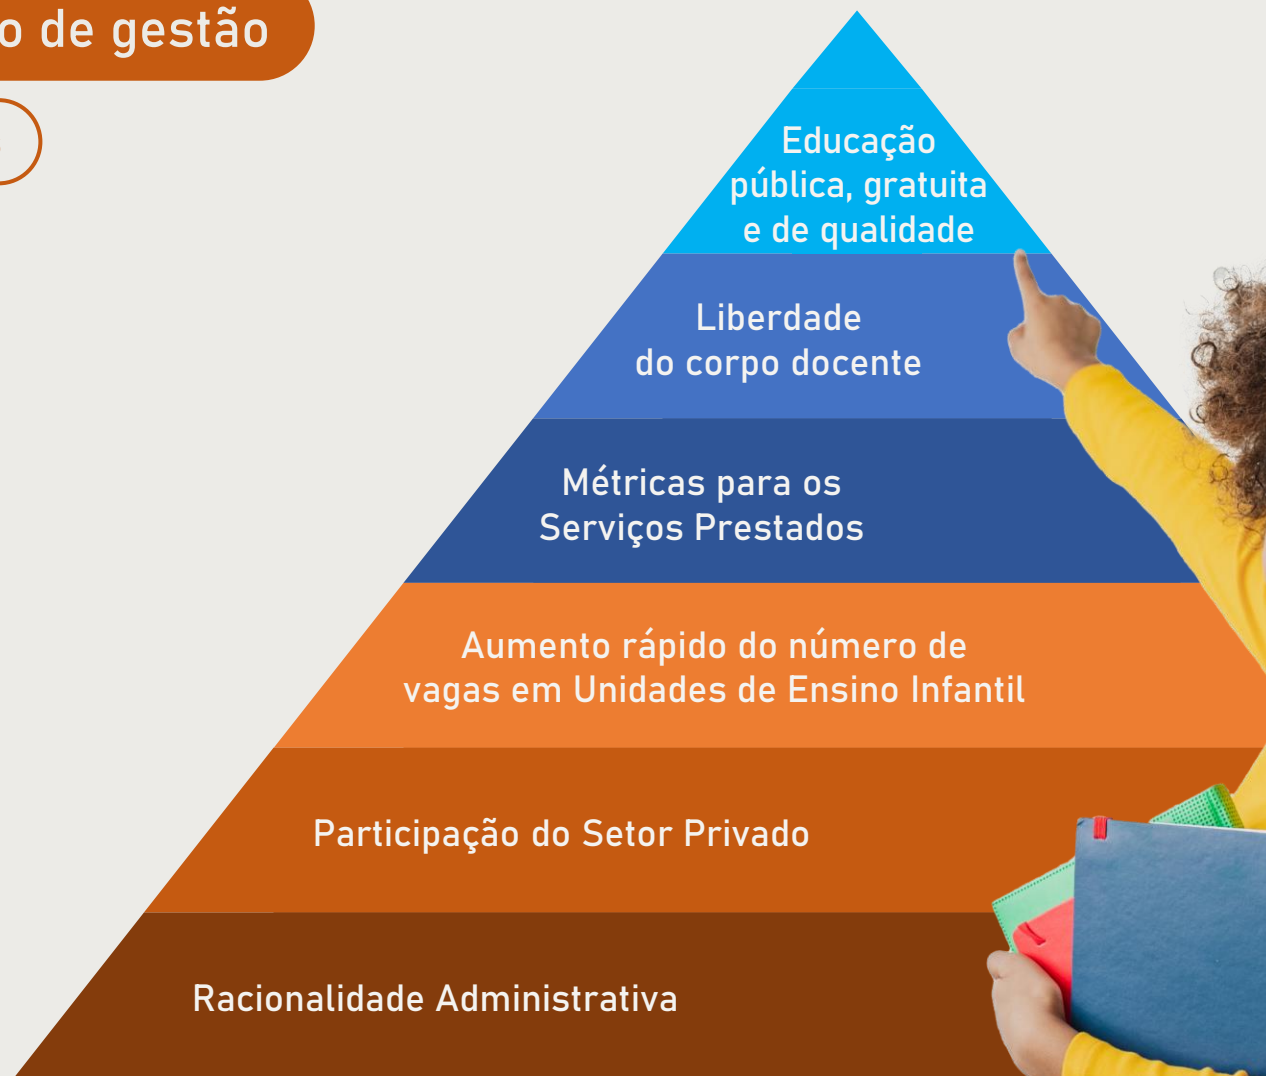 o de gestão
Educação
pública, gratuita
e de qualidade
Liberdade
do corpo docente
Métricas para os
Serviços Prestados
Aumento rápido do número de
vagas em Unidades de Ensino Infantil
Participação do Setor Privado
Racionalidade Administrativa